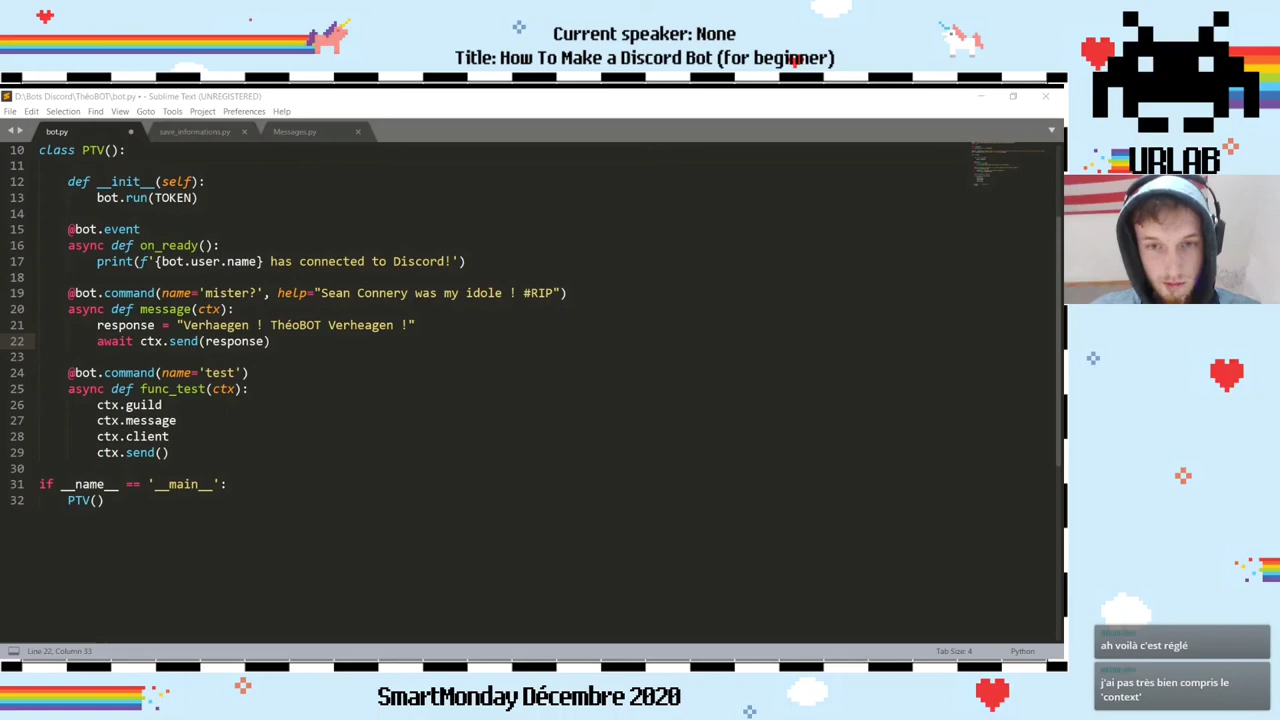 Current speaker: None
Title: How To Make a Discord Bot (for beginner)
D:\Bots Discord\ThéoBOT\bot.py • - Sublime Text (UNREGISTERED)
File Edit Selection Find View Goto Tools Project Preferences Help
bot.py save_informations.py Messages.py
10 class PTV():
11
12 def __init__(self):
13 bot.run(TOKEN)
14
15 @bot.event
16 async def on_ready():
17 print(f'{bot.user.name} has connected to Discord!')
18
19 @bot.command(name='mister?', help="Sean Connery was my idole ! #RIP")
20 async def message(ctx):
21 response = "Verhaegen ! ThéoBOT Verheagen !"
22 await ctx.send(response)
23
24 @bot.command(name='test')
25 async def func_test(ctx):
26 ctx.guild
27 ctx.message
28 ctx.client
29 ctx.send()
30
31 if __name__ == '__main__':
32 PTV()
Line 22, Column 33 Tab Size: 4 Python
URLAB
ah voilà c'est réglé
j'ai pas très bien compris le
'context'
SmartMonday Décembre 2020